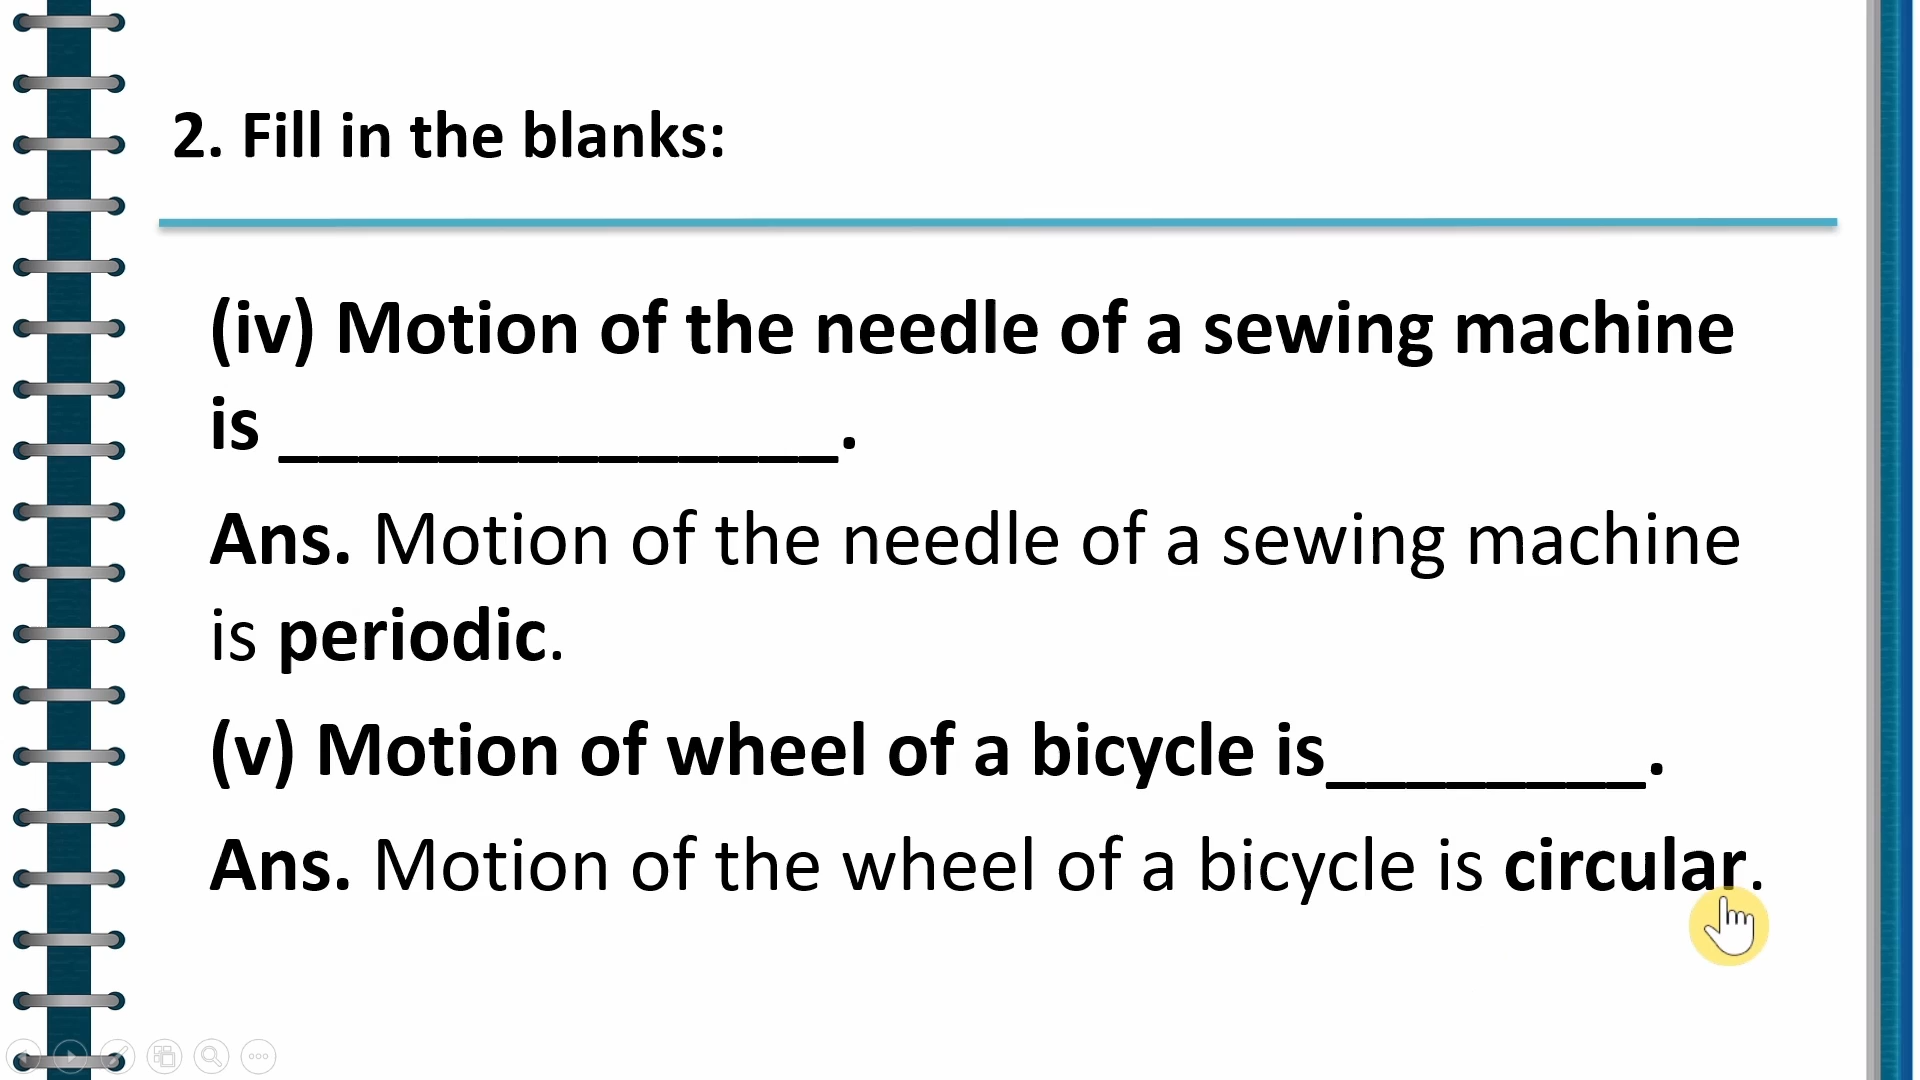 2. Fill in the blanks:
(iv) Motion of the needle of a sewing machine
is ______________.
Ans. Motion of the needle of a sewing machine
is periodic.
(v) Motion of wheel of a bicycle is________.
Ans. Motion of the wheel of a bicycle is circular.